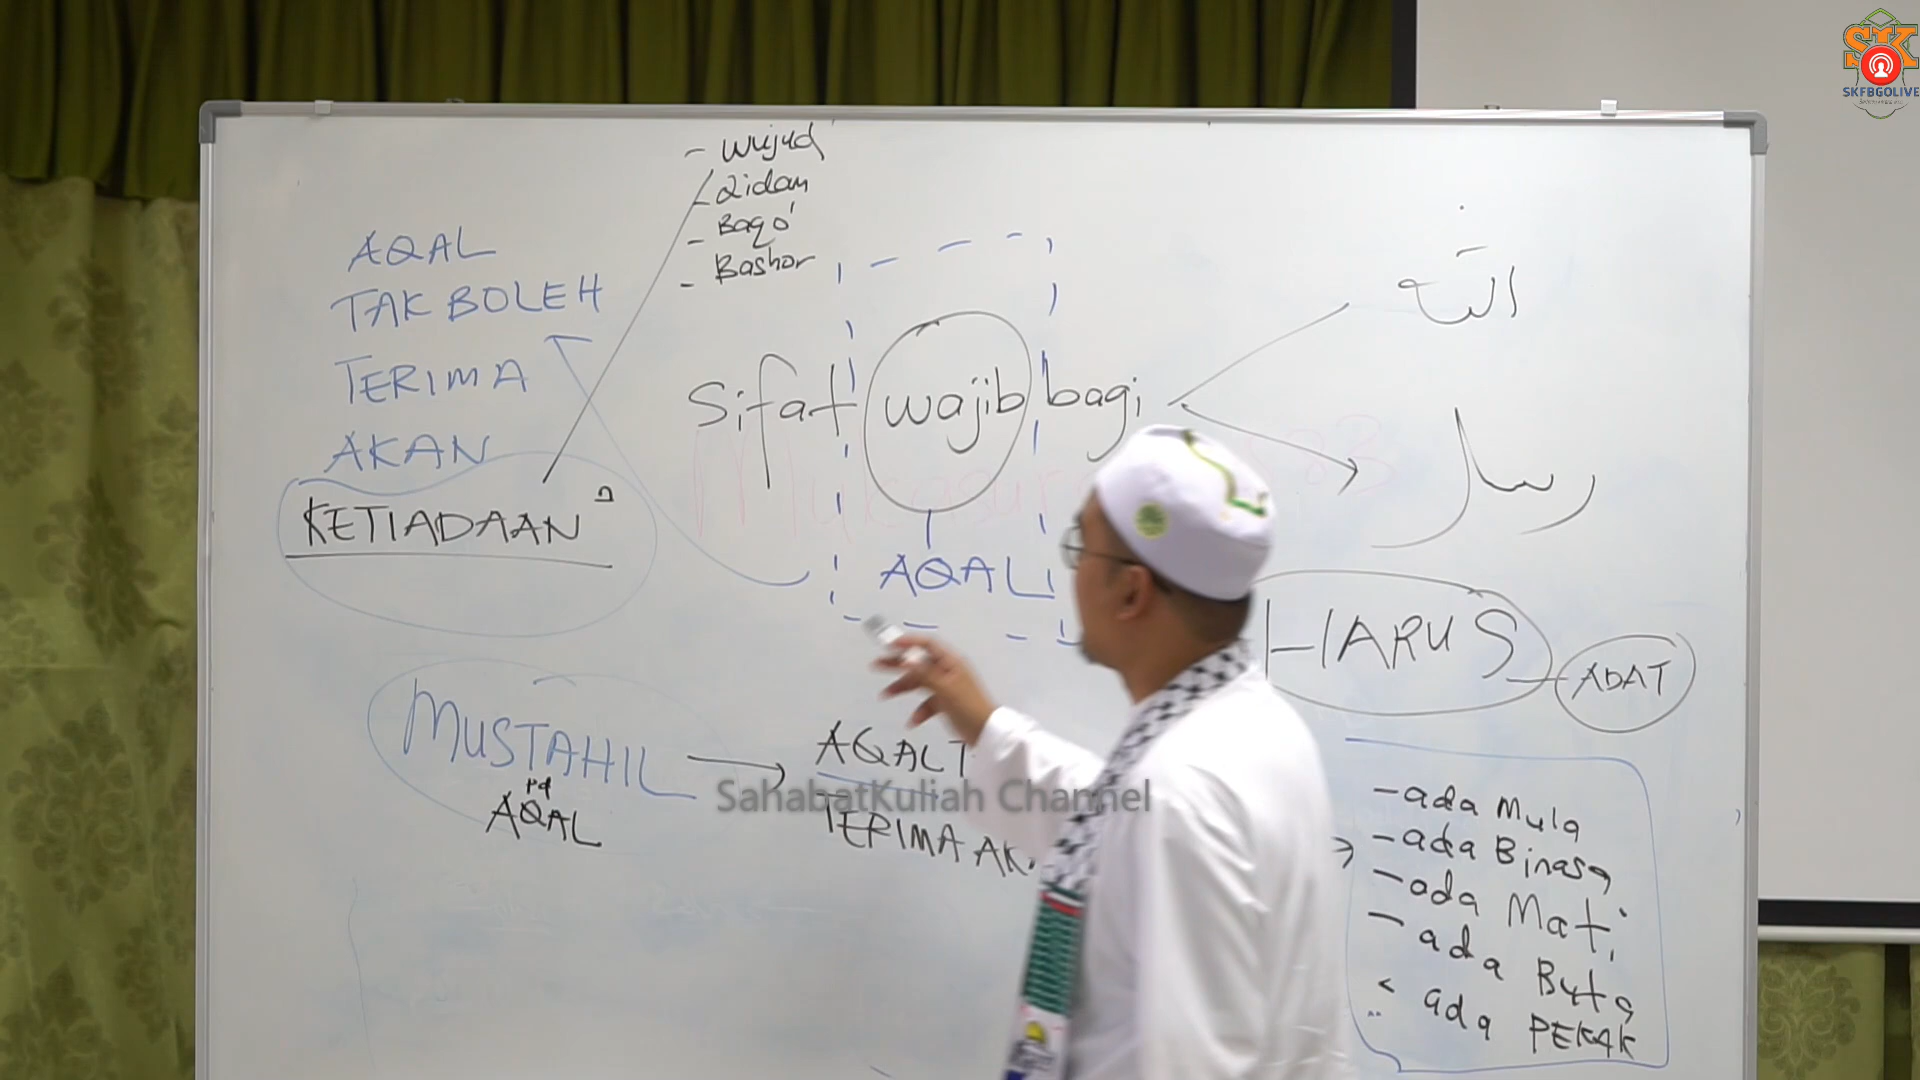 - Wujud
- Qidam
- Baqo'
- Bashor
AQAL
TAK BOLEH
TERIMA
AKAN
KETIADAAN
Sifat wajib bagi
AQAL
الله
رسل
HARUS
ADAT
MUSTAHIL
pd
AQAL
AQAL T
TERIMA AK
- ada Mula
- ada Binasa
- ada Mati
- ada Buta
ada PEKAK
SahabatKuliah Channel
SKFBGOLIVE